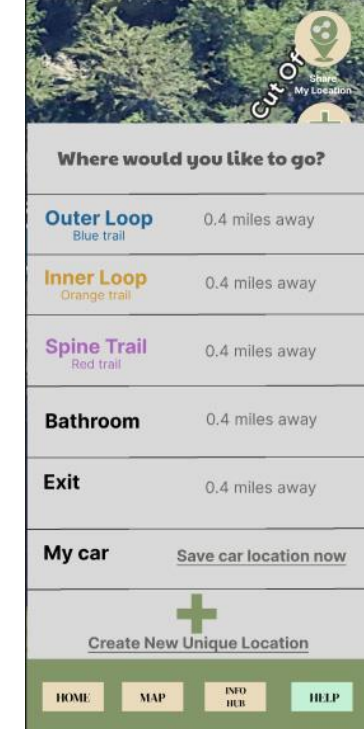 Share
My Location
Cut Off
Where would you like to go?
Outer Loop 0.4 miles away
Blue trail
Inner Loop 0.4 miles away
Orange trail
Spine Trail 0.4 miles away
Red trail
Bathroom 0.4 miles away
Exit 0.4 miles away
My car Save car location now
Create New Unique Location
HOME MAP INFO HUB HELP